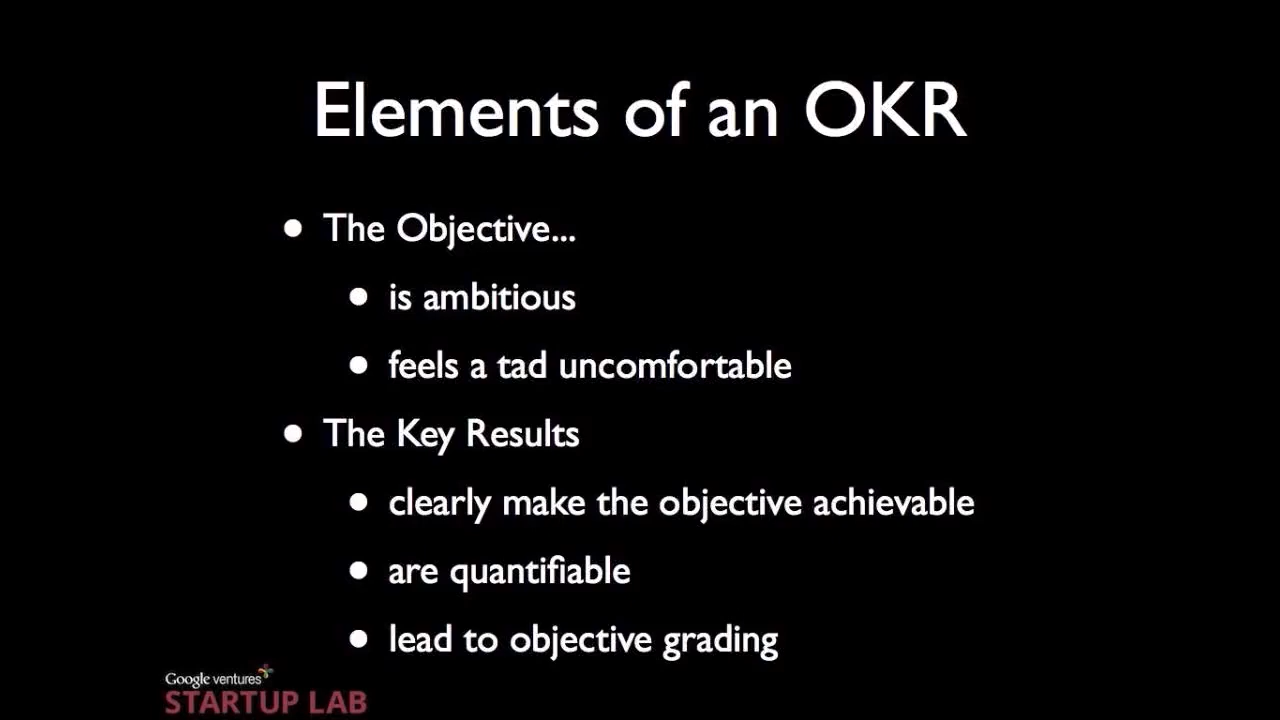 Elements of an OKR
• The Objective...
• is ambitious
• feels a tad uncomfortable
• The Key Results
• clearly make the objective achievable
• are quantifiable
• lead to objective grading
Google ventures
STARTUP LAB